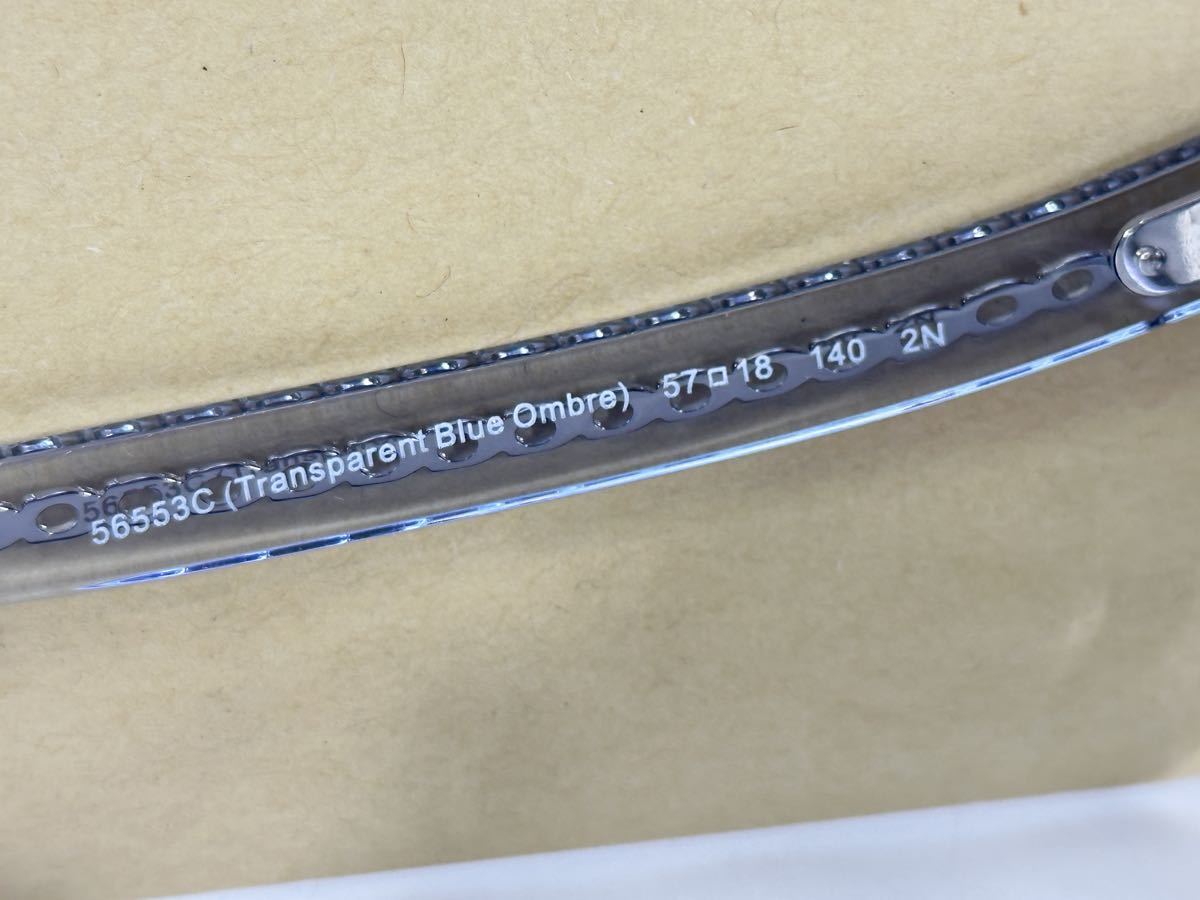 56553C (Transparent Blue Ombre) 57□18 140 2N